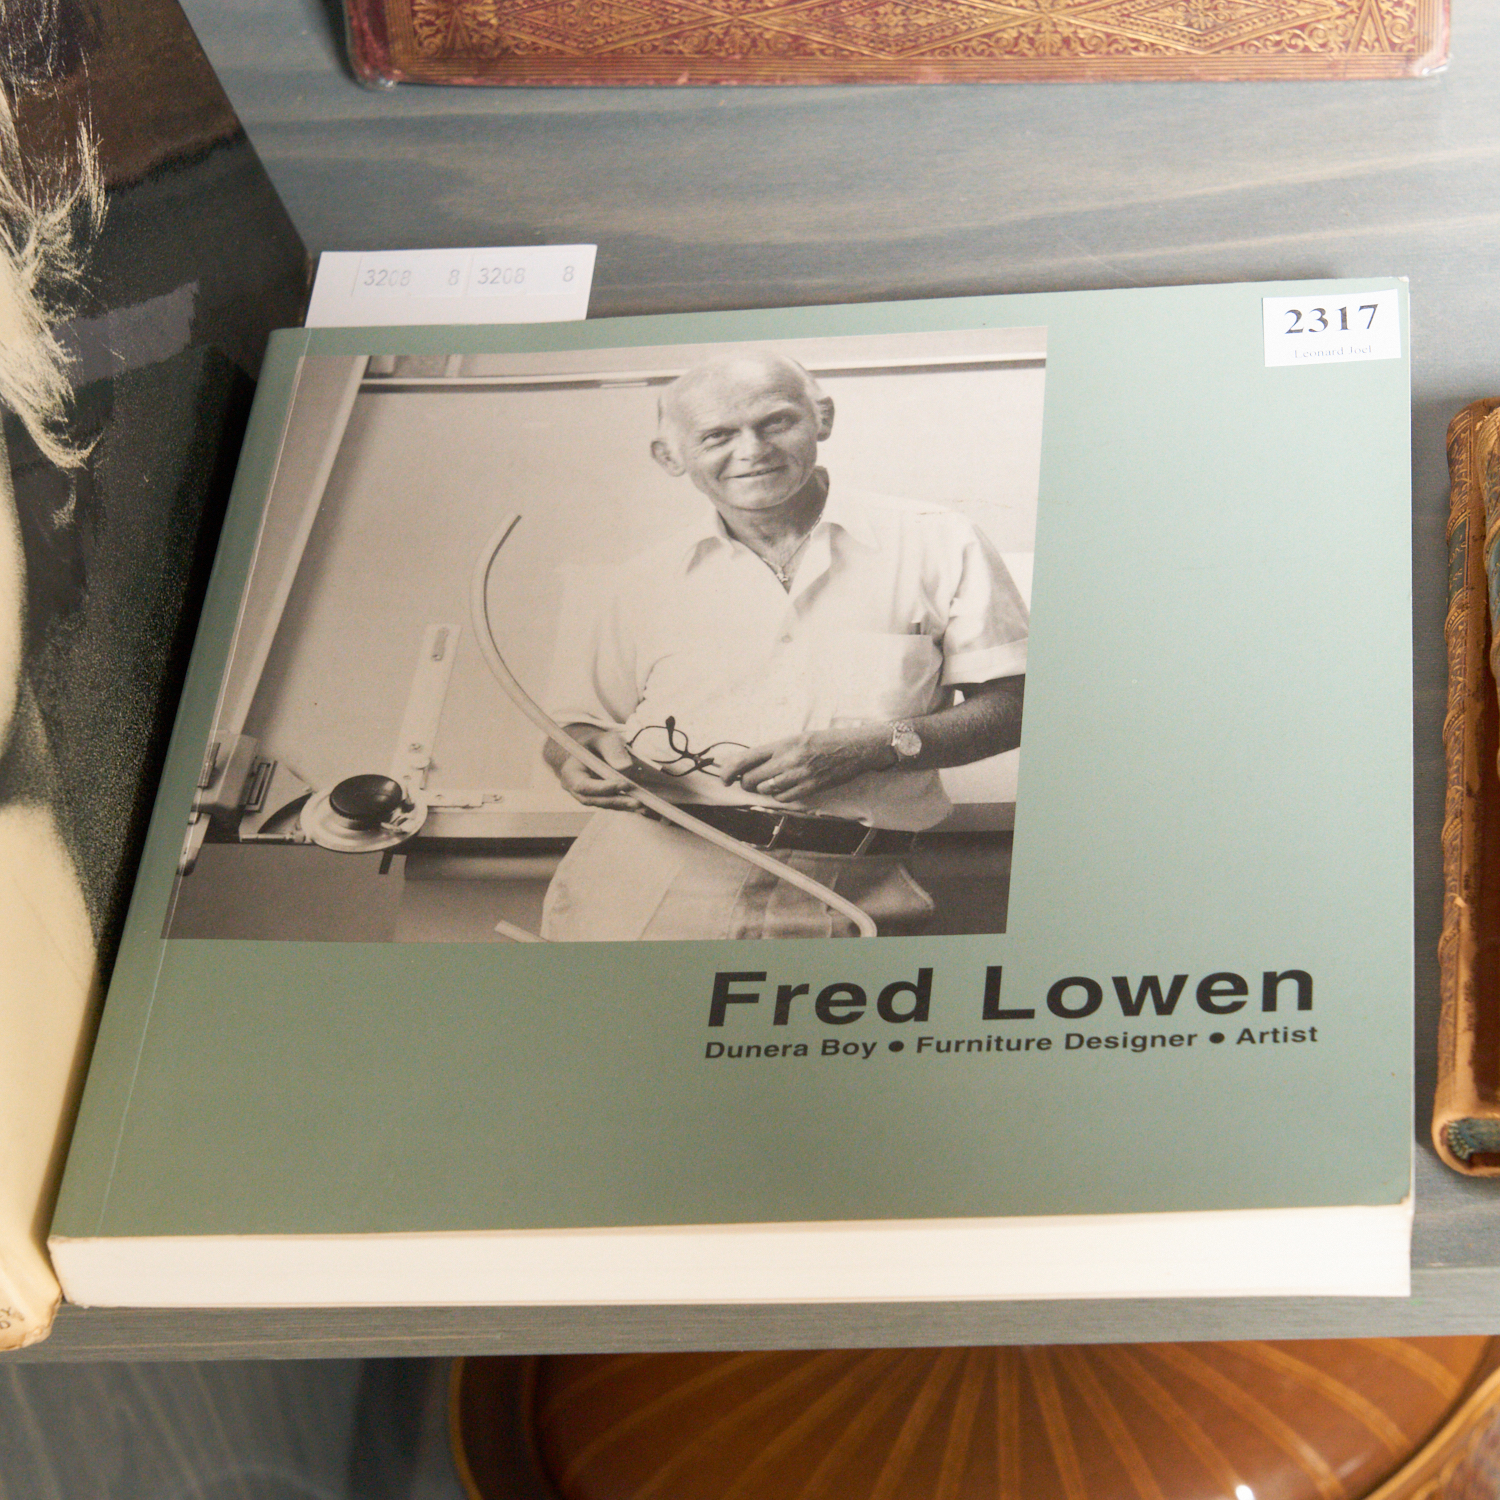 3208 8 3208 8
2317
Leonard Joel
Fred Lowen
Dunera Boy ● Furniture Designer ● Artist